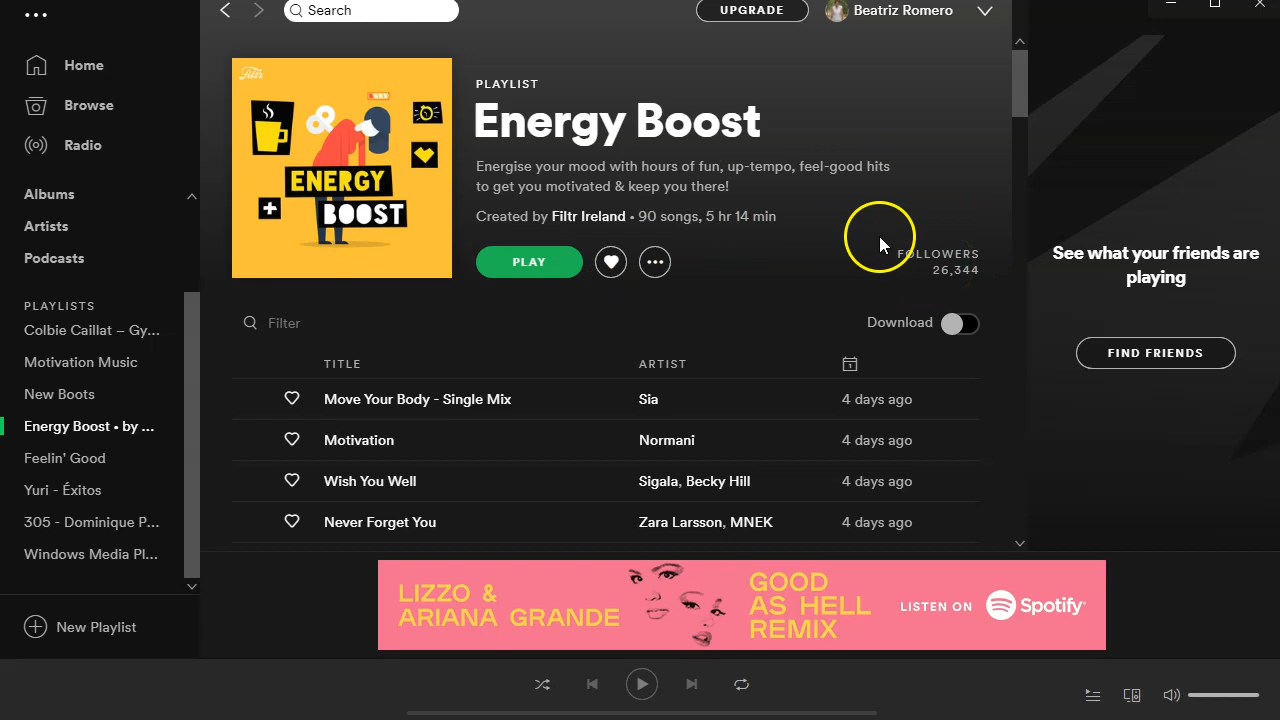 Search
UPGRADE
Beatriz Romero
Home
Browse
Radio
Albums
Artists
Podcasts
PLAYLISTS
Colbie Caillat – Gy...
Motivation Music
New Boots
Energy Boost • by ...
Feelin' Good
Yuri - Éxitos
305 - Dominique P...
Windows Media Pl...
New Playlist
Filtr
ENERGY
BOOST
PLAYLIST
Energy Boost
Energise your mood with hours of fun, up-tempo, feel-good hits
to get you motivated & keep you there!
Created by Filtr Ireland • 90 songs, 5 hr 14 min
PLAY
FOLLOWERS
26,344
Filter
Download
TITLE ARTIST
Move Your Body - Single Mix Sia 4 days ago
Motivation Normani 4 days ago
Wish You Well Sigala, Becky Hill 4 days ago
Never Forget You Zara Larsson, MNEK 4 days ago
See what your friends are
playing
FIND FRIENDS
LIZZO &
ARIANA GRANDE
GOOD
AS HELL
REMIX
LISTEN ON Spotify